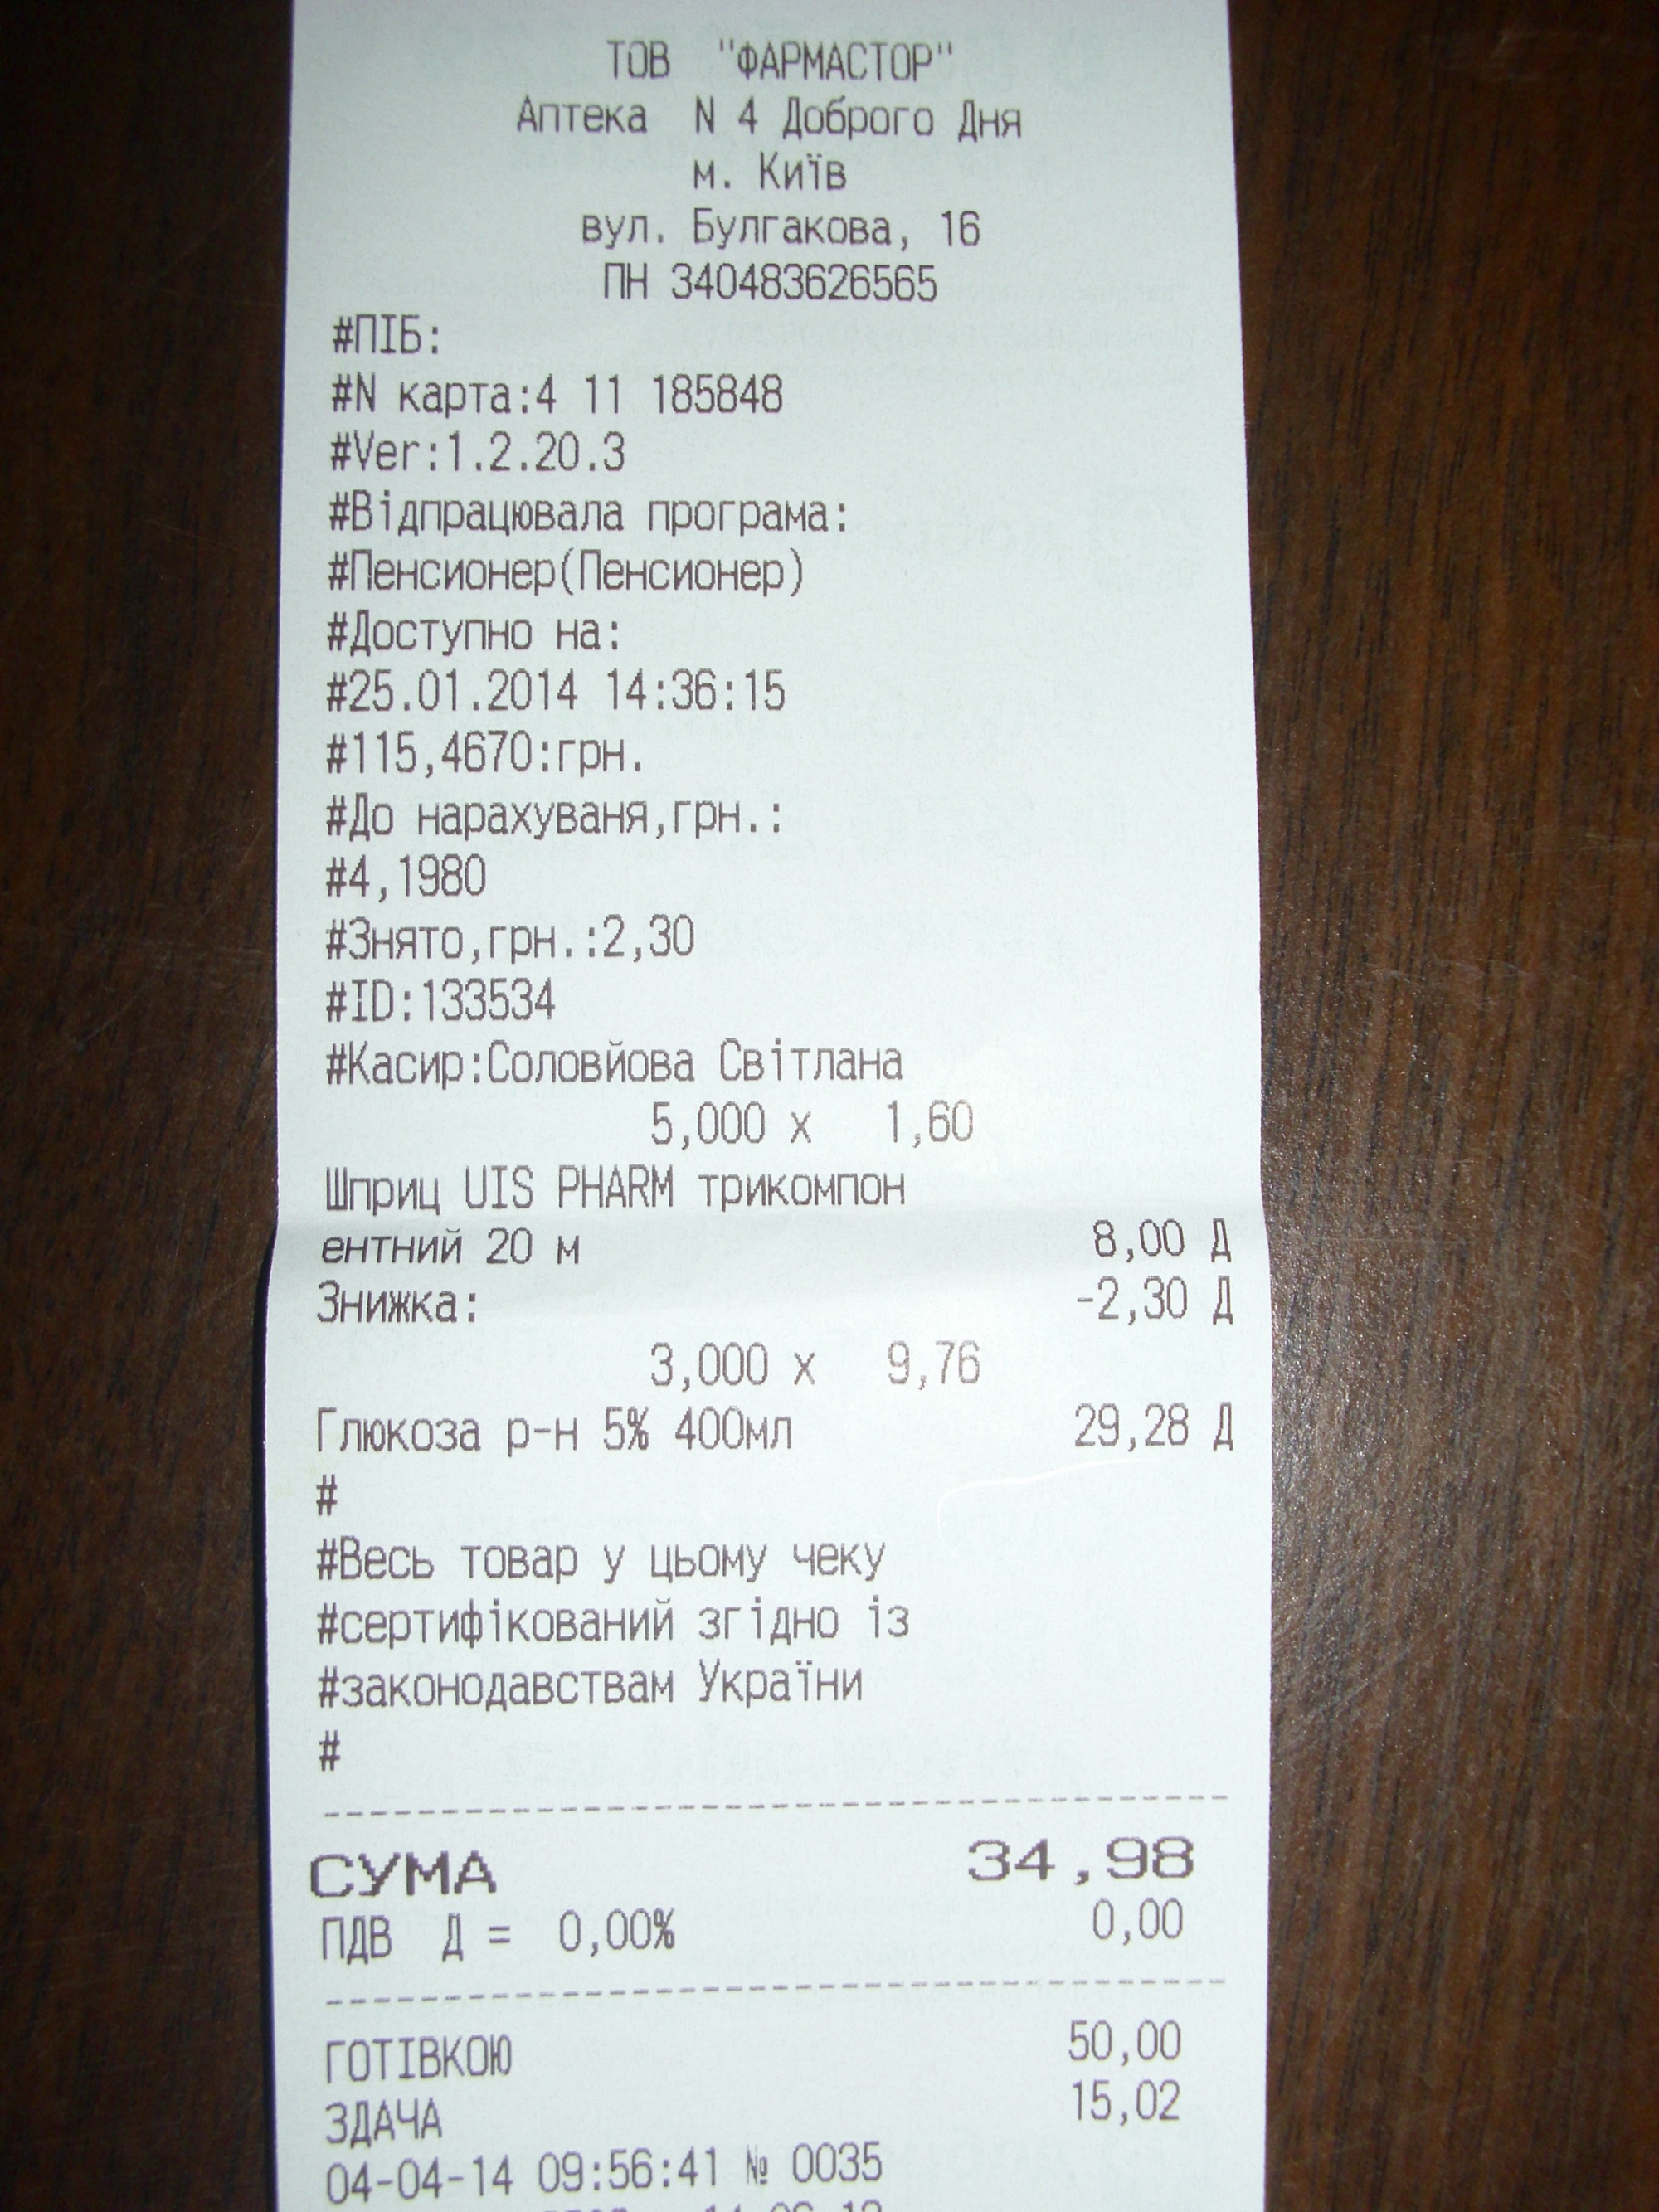 ТОВ "ФАРМАСТОР"
Аптека N 4 Доброго Дня
м. Київ
вул. Булгакова, 16
ПН 340483626565
#ПІБ:
#N карта:4 11 185848
#Ver:1.2.20.3
#Відпрацювала програма:
#Пенсионер(Пенсионер)
#Доступно на:
#25.01.2014 14:36:15
#115,4670:грн.
#До нарахуваня,грн.:
#4,1980
#Знято,грн.:2,30
#ID:133534
#Касир:Соловйова Світлана
5,000 x 1,60
Шприц UIS PHARM трикомпон
ентний 20 м 8,00 Д
Знижка: -2,30 Д
3,000 x 9,76
Глюкоза р-н 5% 400мл 29,28 Д
#
#Весь товар у цьому чеку
#сертифікований згідно із
#законодавствам України
#
СУМА 34,98
ПДВ Д = 0,00% 0,00
ГОТІВКОЮ 50,00
ЗДАЧА 15,02
04-04-14 09:56:41 № 0035